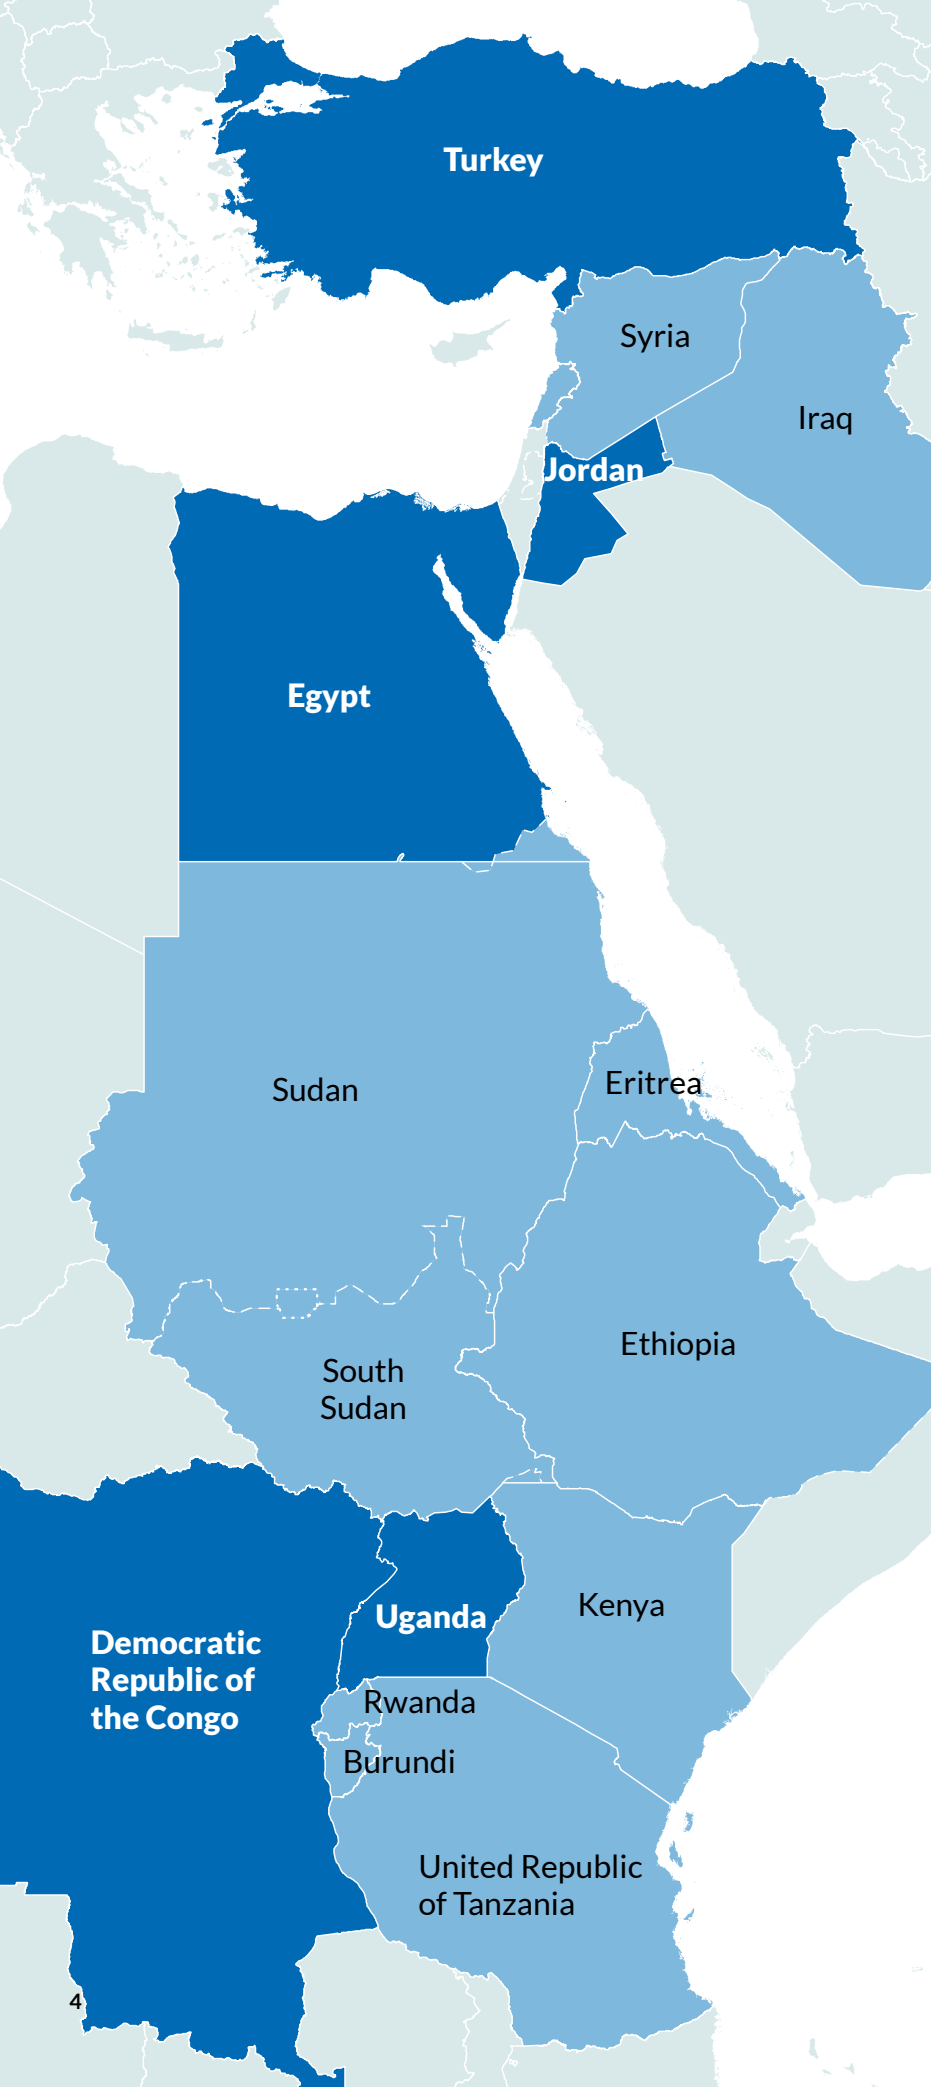 Turkey
Syria
Iraq
Jordan
Egypt
Sudan
Eritrea
Ethiopia
South
Sudan
Kenya
Uganda
Democratic
Republic of
the Congo
Rwanda
Burundi
United Republic
of Tanzania
4